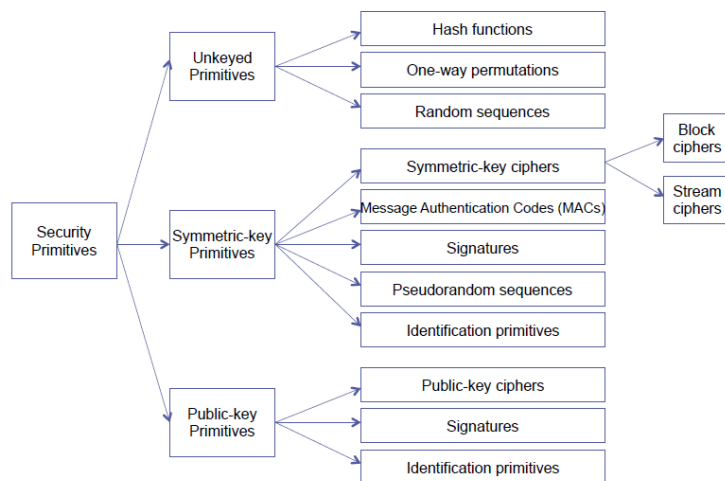 Security
Primitives
Unkeyed
Primitives
Hash functions
One-way permutations
Random sequences
Symmetric-key
Primitives
Symmetric-key ciphers
Block
ciphers
Stream
ciphers
Message Authentication Codes (MACs)
Signatures
Pseudorandom sequences
Identification primitives
Public-key
Primitives
Public-key ciphers
Signatures
Identification primitives